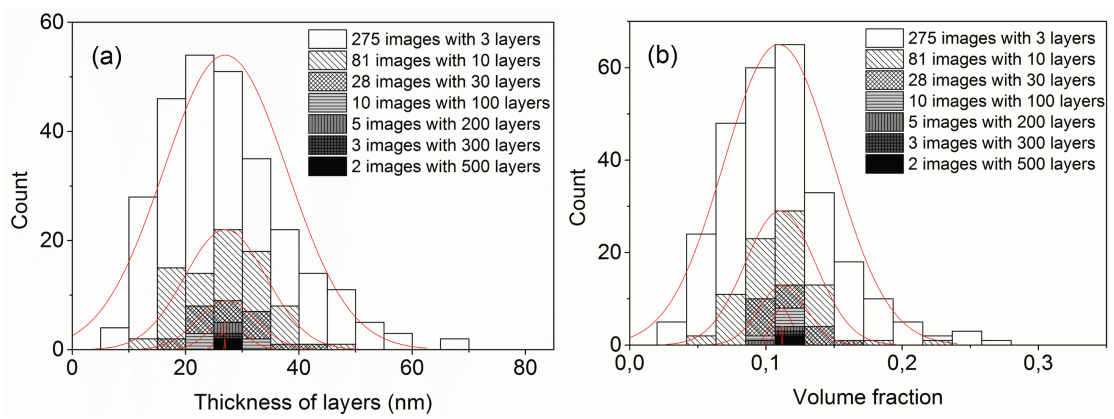 (a)
60
40
20
0
Count
275 images with 3 layers
81 images with 10 layers
28 images with 30 layers
10 images with 100 layers
5 images with 200 layers
3 images with 300 layers
2 images with 500 layers
0 20 40 60 80
Thickness of layers (nm)
(b)
60
40
20
0
Count
275 images with 3 layers
81 images with 10 layers
28 images with 30 layers
10 images with 100 layers
5 images with 200 layers
3 images with 300 layers
2 images with 500 layers
0,0 0,1 0,2 0,3
Volume fraction